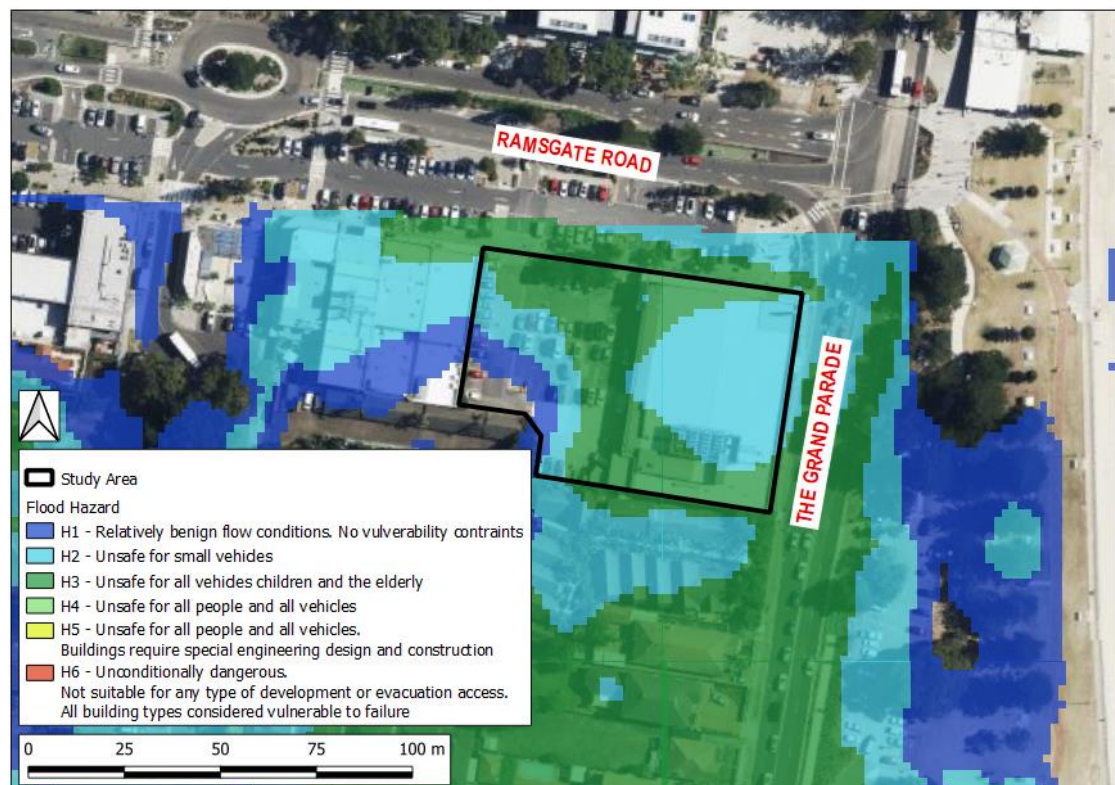 RAMSGATE ROAD
THE GRAND PARADE
Study Area
Flood Hazard
H1 - Relatively benign flow conditions. No vulverability contraints
H2 - Unsafe for small vehicles
H3 - Unsafe for all vehicles children and the elderly
H4 - Unsafe for all people and all vehicles
H5 - Unsafe for all people and all vehicles.
Buildings require special engineering design and construction
H6 - Unconditionally dangerous.
Not suitable for any type of development or evacuation access.
All building types considered vulnerable to failure
0 25 50 75 100 m